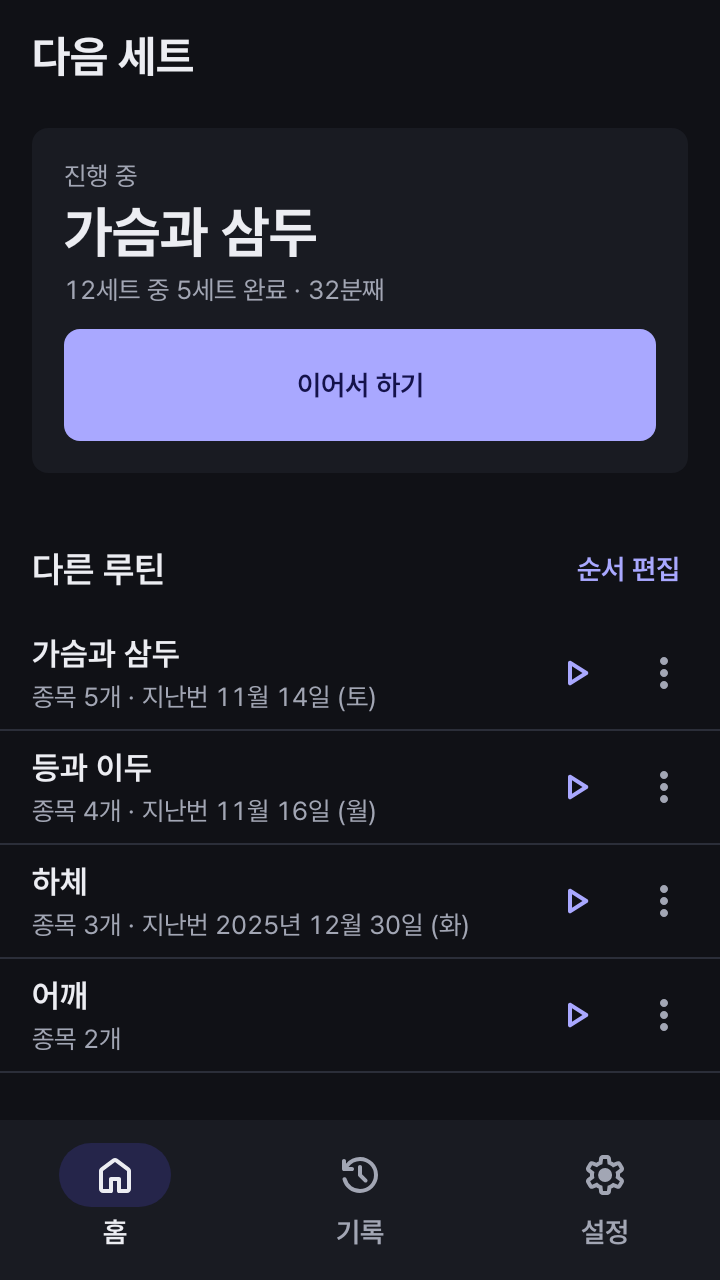 다음 세트
진행 중
가슴과 삼두
12세트 중 5세트 완료 · 32분째
이어서 하기
다른 루틴
순서 편집
가슴과 삼두
종목 5개 · 지난번 11월 14일 (토)
등과 이두
종목 4개 · 지난번 11월 16일 (월)
하체
종목 3개 · 지난번 2025년 12월 30일 (화)
어깨
종목 2개
홈
기록
설정